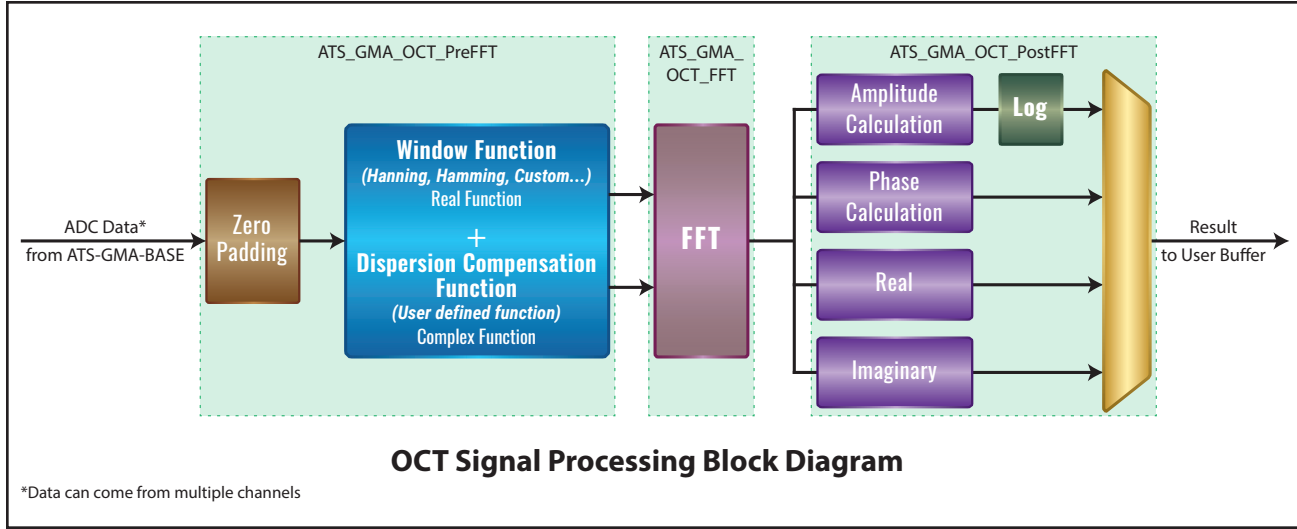 ATS_GMA_OCT_PreFFT
ATS_GMA_
OCT_FFT
ATS_GMA_OCT_PostFFT
ADC Data*
from ATS-GMA-BASE
Zero
Padding
Window Function
(Hanning, Hamming, Custom...)
Real Function
+
Dispersion Compensation
Function
(User defined function)
Complex Function
FFT
Amplitude
Calculation
Log
Phase
Calculation
Real
Imaginary
Result
to User Buffer
OCT Signal Processing Block Diagram
*Data can come from multiple channels